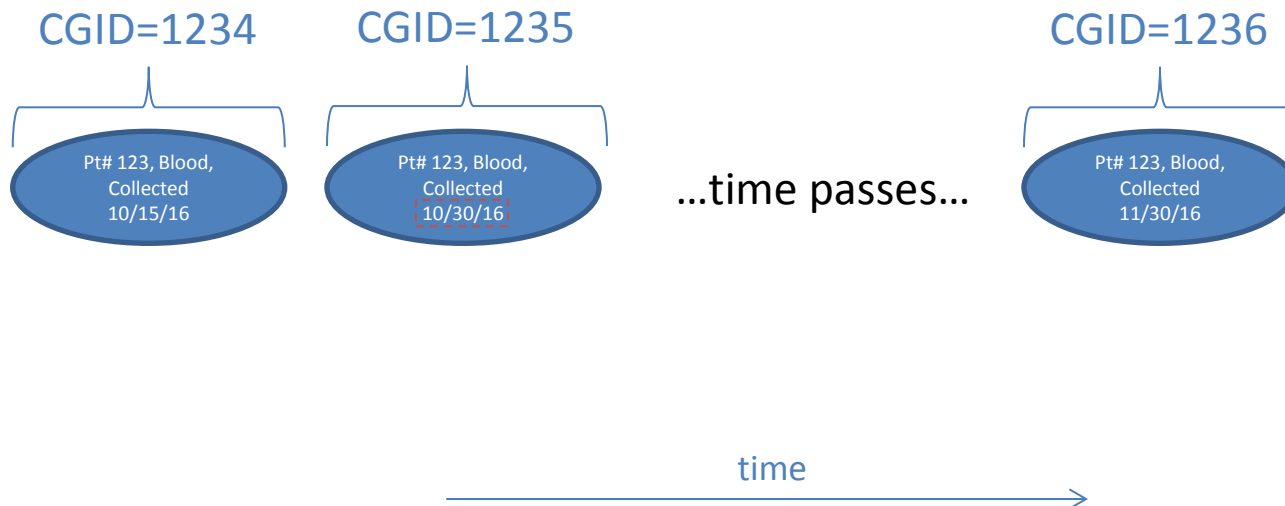 CGID=1234
CGID=1235
CGID=1236
Pt# 123, Blood,
Collected
10/15/16
Pt# 123, Blood,
Collected
10/30/16
...time passes...
Pt# 123, Blood,
Collected
11/30/16
time